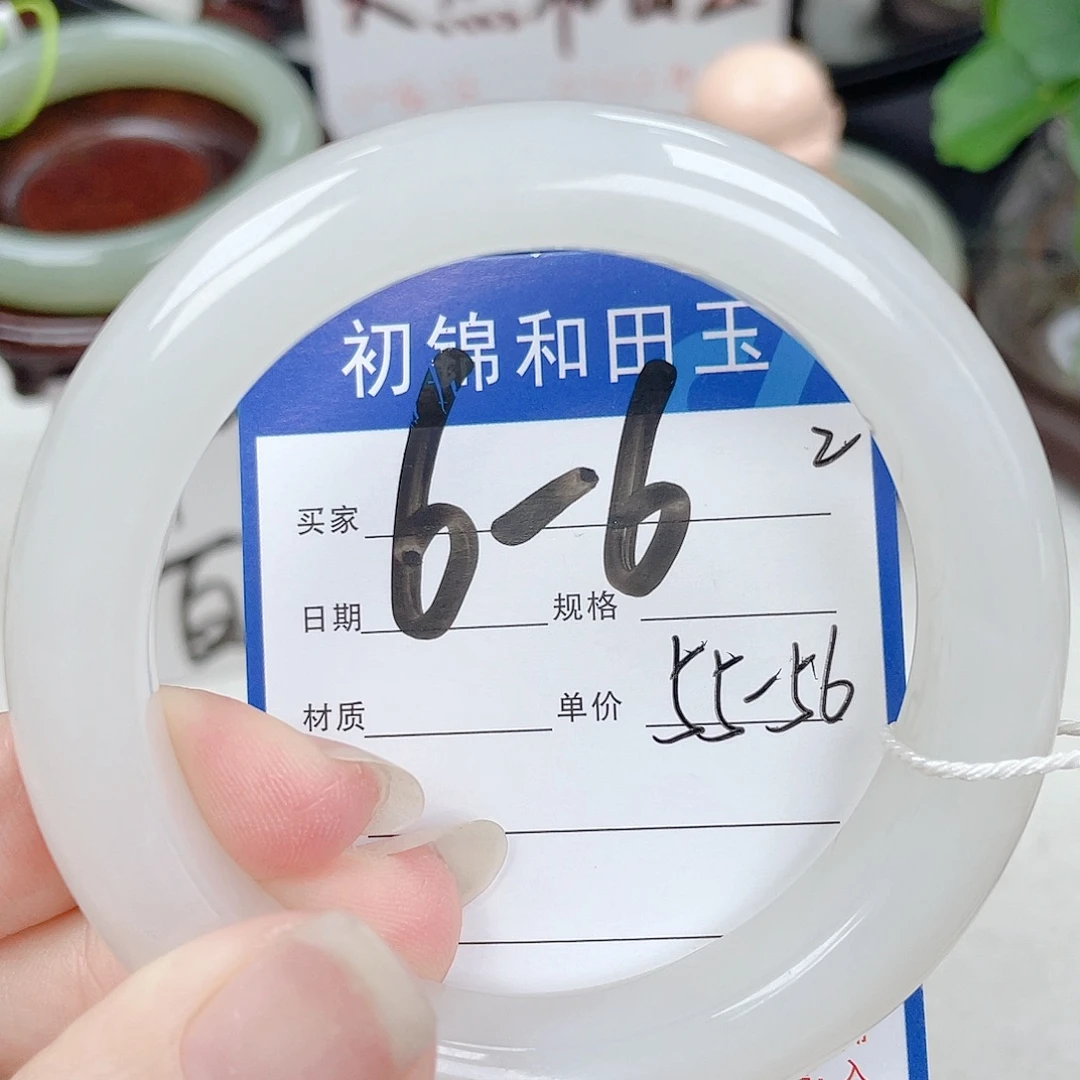 初锦和田玉
6-6
2
买家
日期 规格
材质 单价 55-56